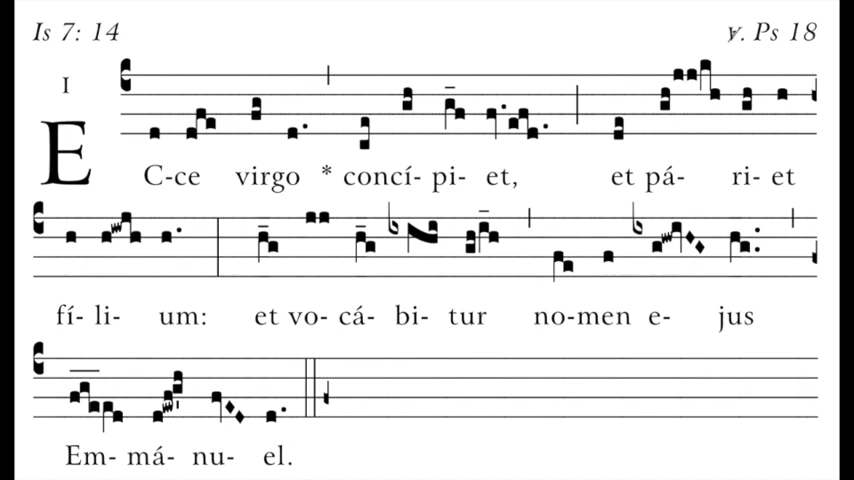 Is 7: 14
℣. Ps 18
I
EC-ce virgo * concí-pi- et, et pá- ri- et
fí- li- um: et vo- cá- bi- tur no-men e- jus
Em- má- nu- el.